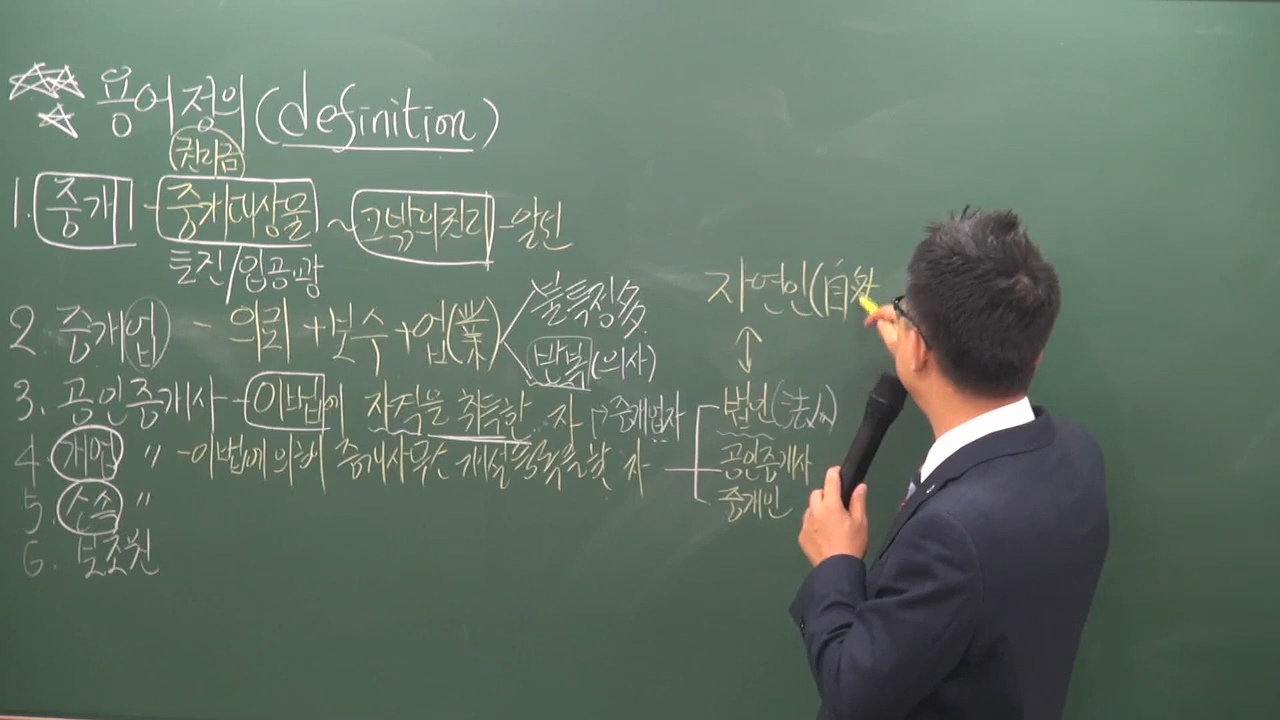 용어정의(definition)
권리금
1. 중개 - 중개대상물 ~ 그밖의권리 - 알선
토건/입공.광
2. 중개업 - 의뢰 + 보수 + 업(業) 불특정多.
반복(의사)
3. 공인중개사 - 이법에 자격을 취득한 자
4. 개업 〃 - 이법에 의해 중개사무소 개설등록를 한 자
중개업자
자연인(自然
법인(法人)
공인중개사
중개인
5. 소속 〃
6. 보조원